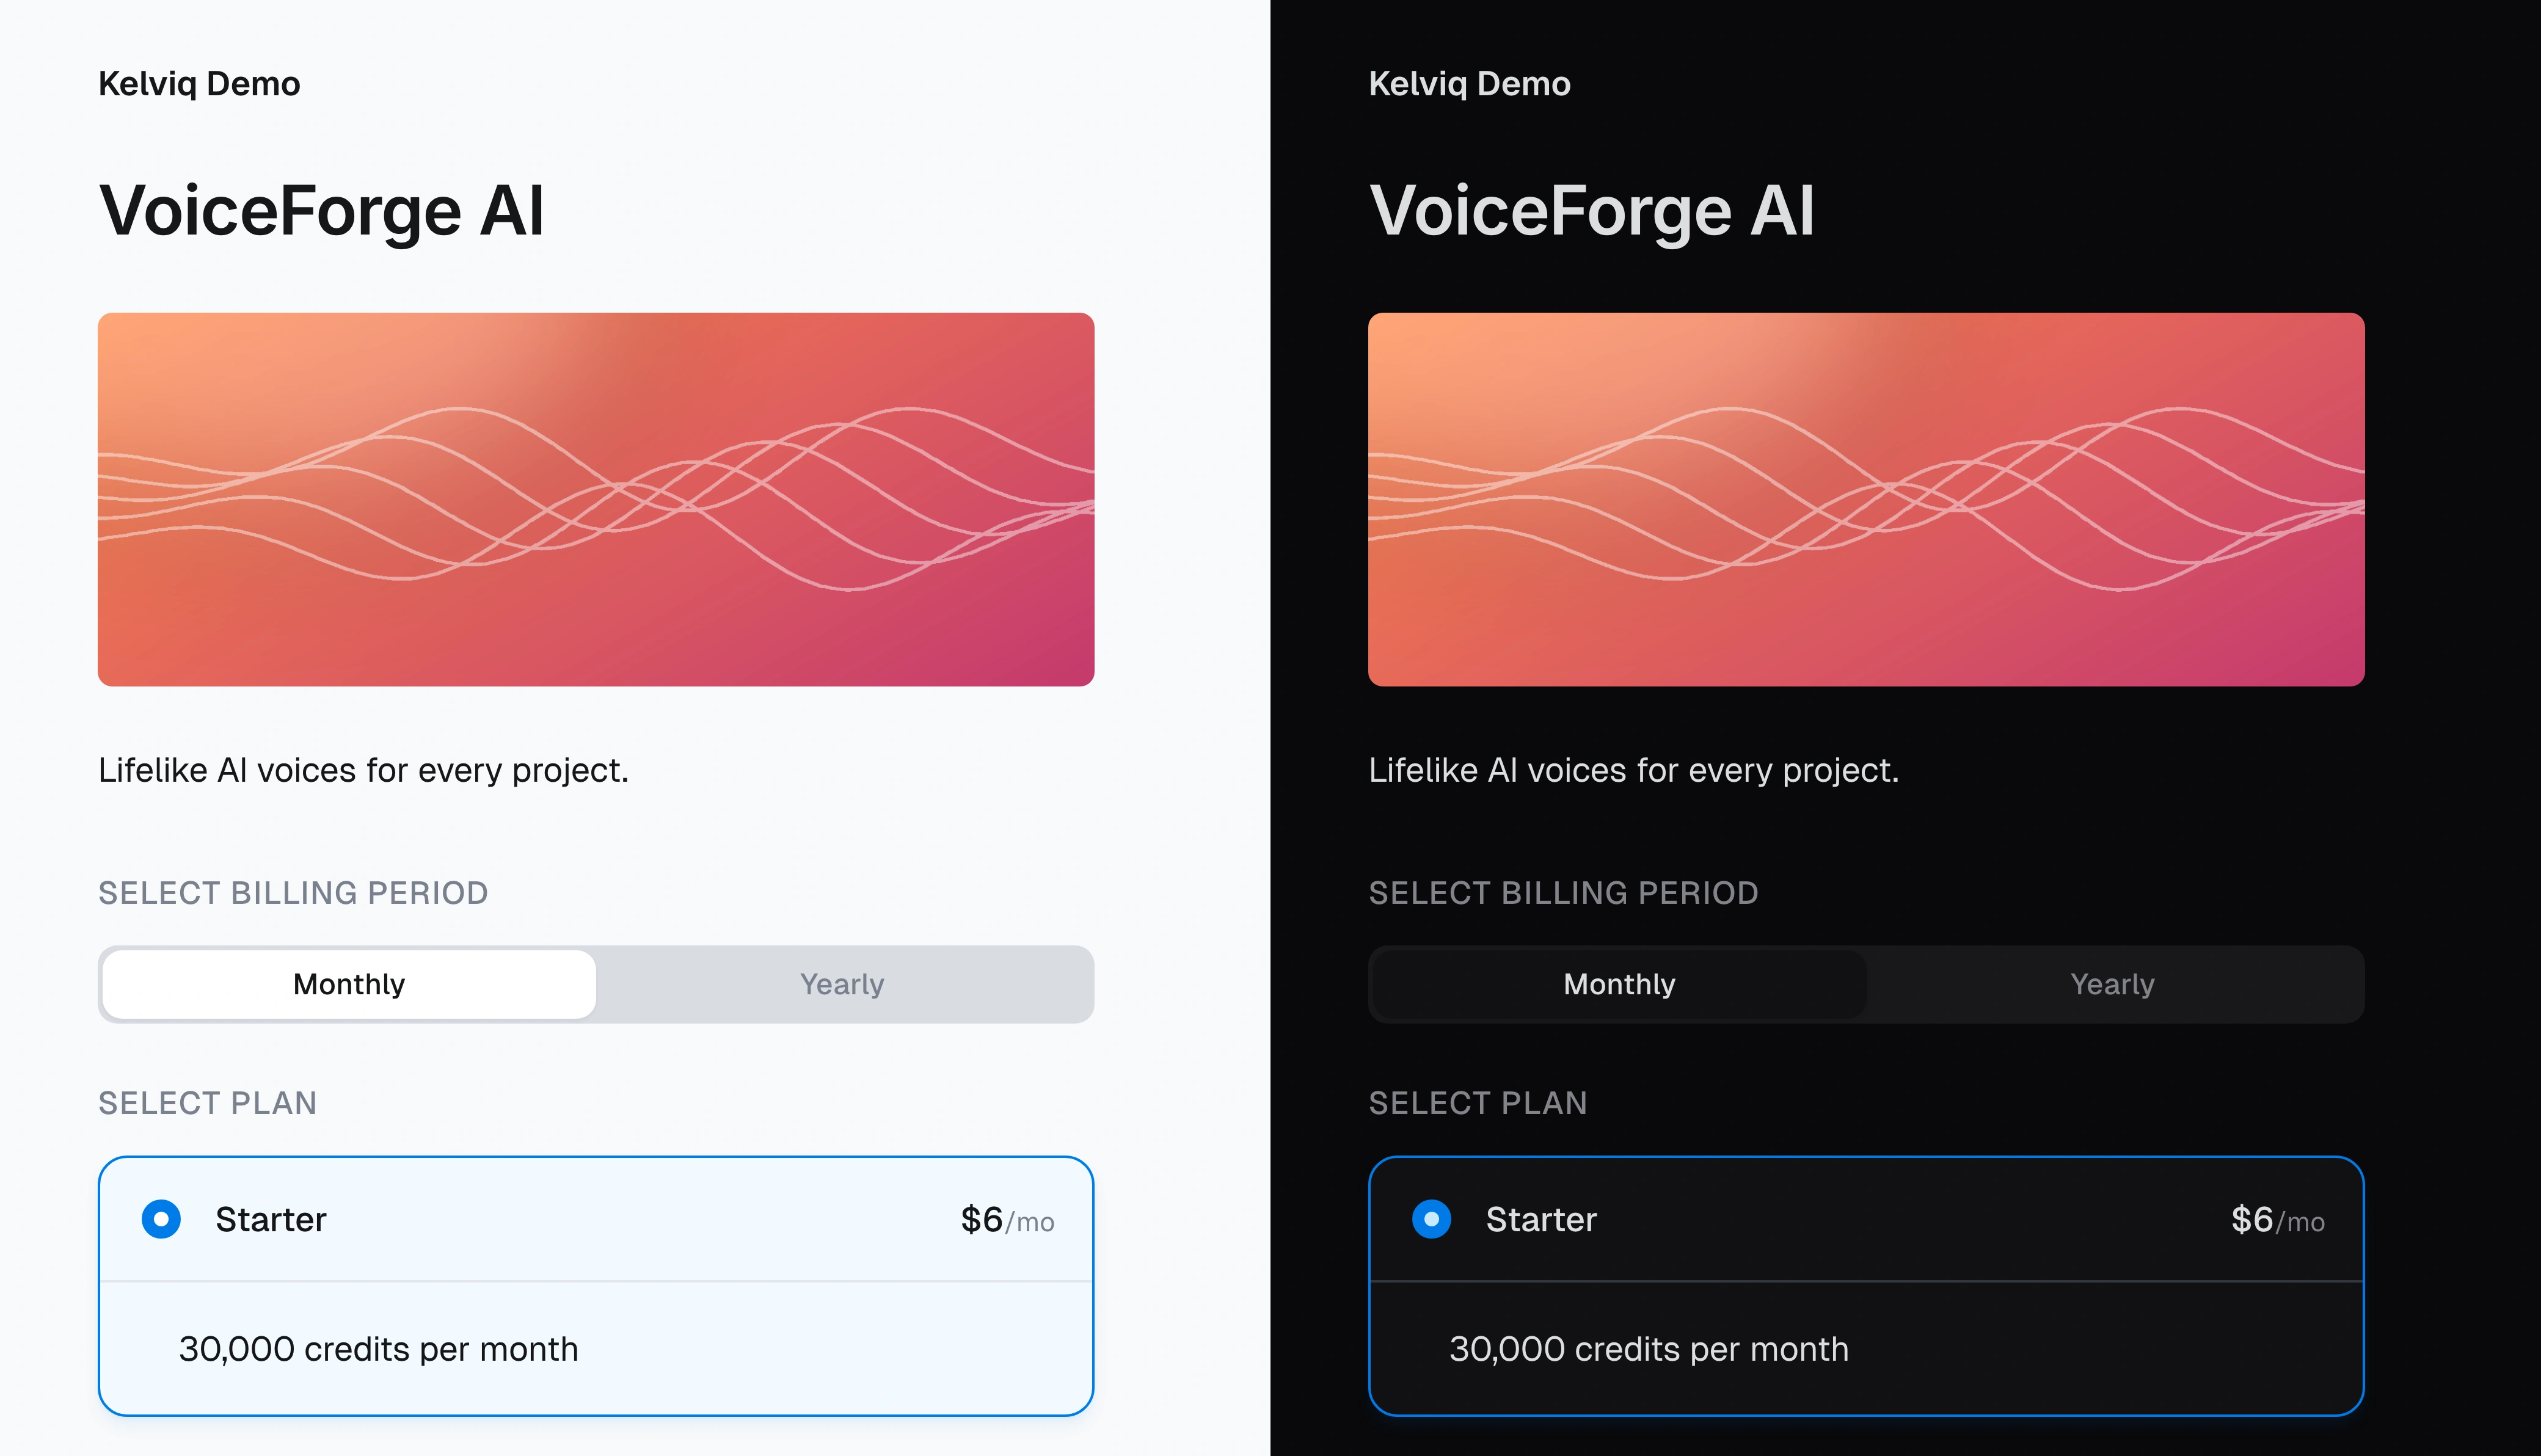 Kelviq Demo
VoiceForge AI
Lifelike AI voices for every project.
SELECT BILLING PERIOD
Monthly Yearly
SELECT PLAN
Starter $6/mo
30,000 credits per month
Kelviq Demo
VoiceForge AI
Lifelike AI voices for every project.
SELECT BILLING PERIOD
Monthly Yearly
SELECT PLAN
Starter $6/mo
30,000 credits per month